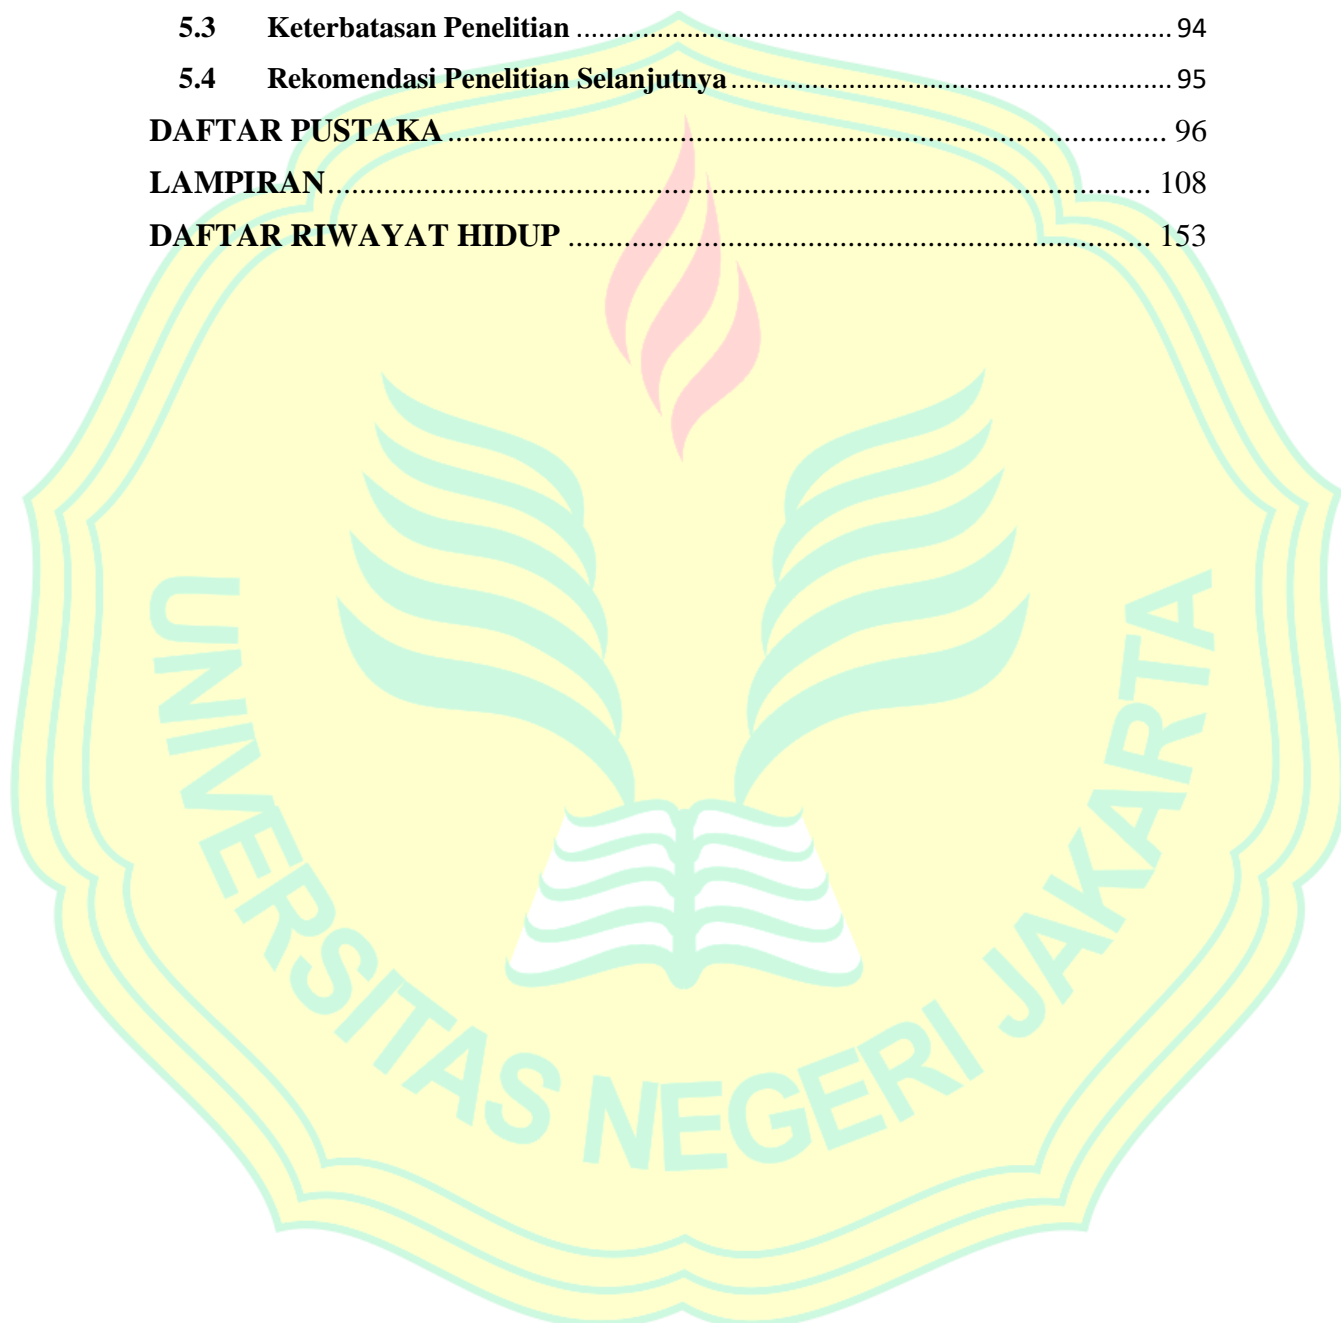 5.3 Keterbatasan Penelitian ........................................................................... 94
5.4 Rekomendasi Penelitian Selanjutnya ....................................................... 95
DAFTAR PUSTAKA ........................................................................................ 96
LAMPIRAN ..................................................................................................... 108
DAFTAR RIWAYAT HIDUP ......................................................................... 153
UNIVERSITAS NEGERI JAKARTA